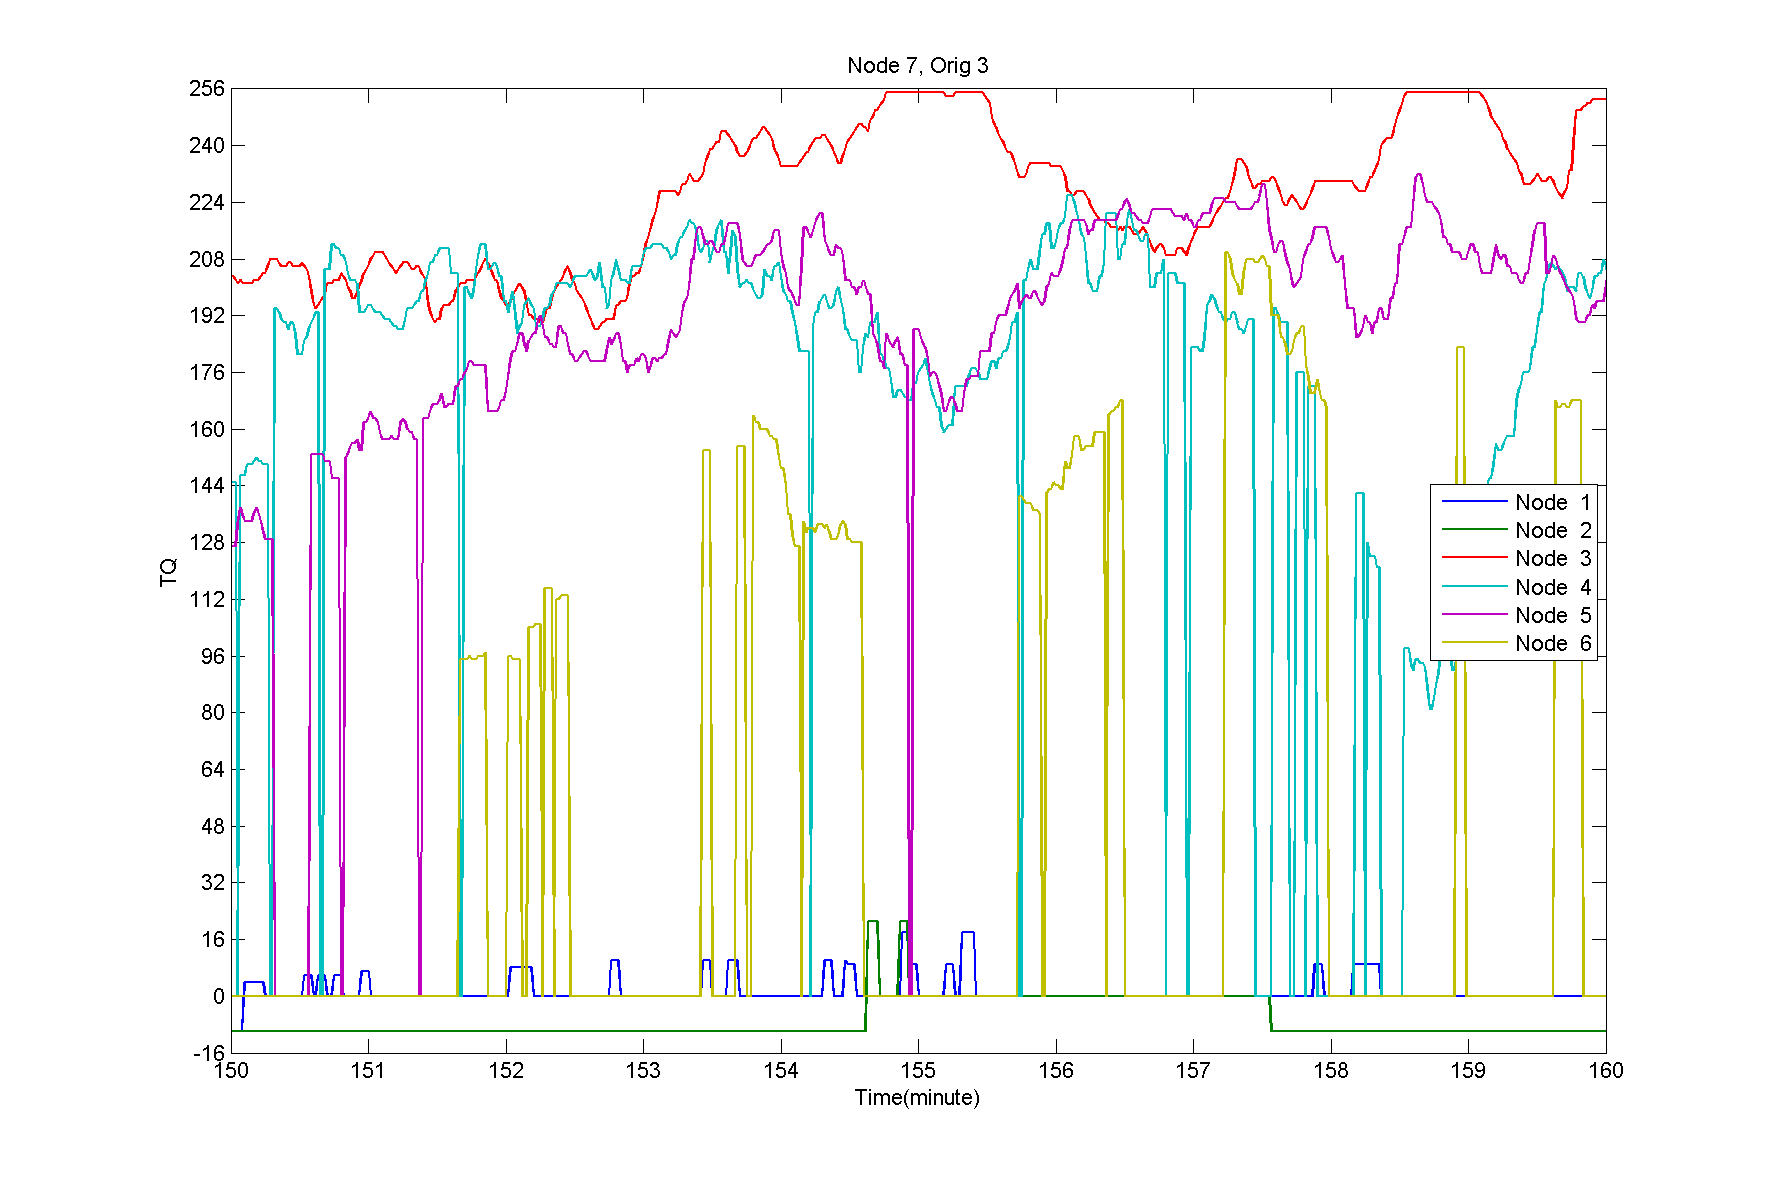 Node 7, Orig 3
256
240
224
208
192
176
160
144
128
112
96
80
64
48
32
16
0
-16
TQ
Node 1
Node 2
Node 3
Node 4
Node 5
Node 6
150 151 152 153 154 155 156 157 158 159 160
Time(minute)